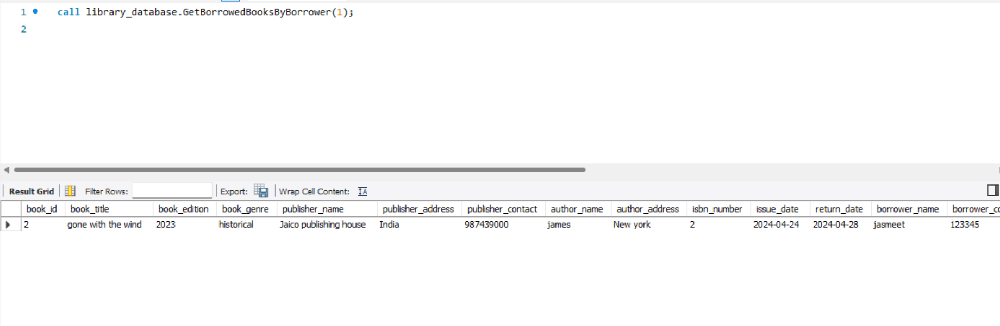 1 call library_database.GetBorrowedBooksByBorrower(1);
2
Result Grid Filter Rows: Export: Wrap Cell Content: IA
book_id book_title book_edition book_genre publisher_name publisher_address publisher_contact author_name author_address isbn_number issue_date return_date borrower_name borrower_co
2 gone with the wind 2023 historical Jaico publishing house India 987439000 james New york 2 2024-04-24 2024-04-28 jasmeet 123345